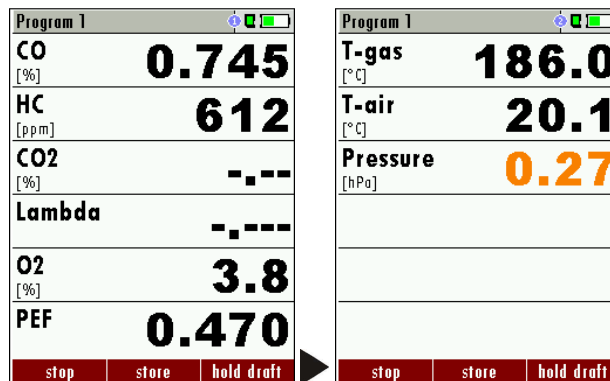 Program 1
CO
[%]
0.745
HC
[ppm]
612
CO2
[%]
-.--
Lambda
-.---
O2
[%]
3.8
PEF
0.470
stop store hold draft
Program 1
T-gas
[°C]
186.0
T-air
[°C]
20.1
Pressure
[hPa]
0.27
stop store hold draft